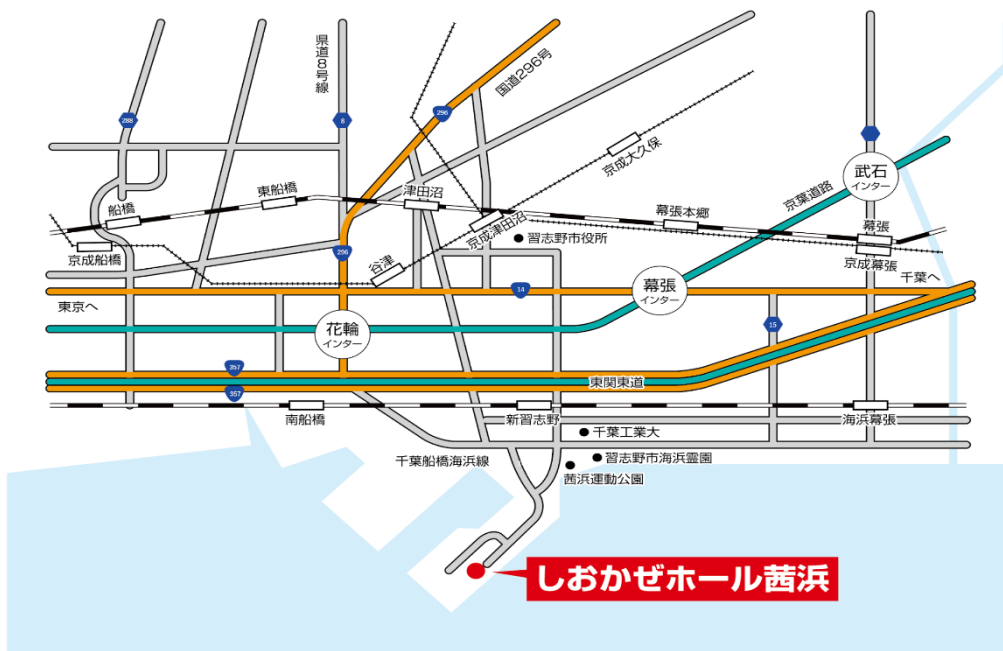 県道8号線
国道296号
288
8
296
京成大久保
武石
インター
京葉道路
船橋
東船橋
津田沼
京成津田沼
幕張本郷
幕張
京成船橋
296
習志野市役所
京成幕張
谷津
千葉へ
東京へ
14
幕張
インター
花輪
インター
15
357
東関東道
357
南船橋
新習志野
海浜幕張
千葉工業大
千葉船橋海浜線
習志野市海浜霊園
茜浜運動公園
しおかぜホール茜浜